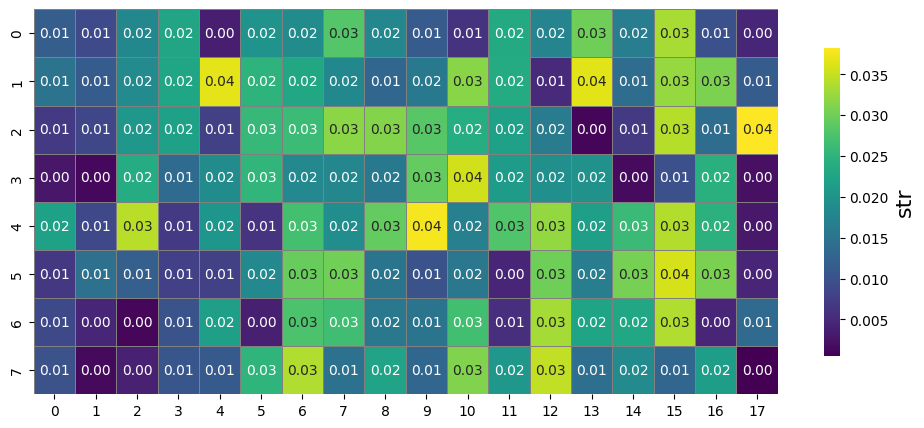 0 0.01 0.01 0.02 0.02 0.00 0.02 0.02 0.03 0.02 0.01 0.01 0.02 0.02 0.03 0.02 0.03 0.01 0.00
1 0.01 0.01 0.02 0.02 0.04 0.02 0.02 0.02 0.01 0.02 0.03 0.02 0.01 0.04 0.01 0.03 0.03 0.01
2 0.01 0.01 0.02 0.02 0.01 0.03 0.03 0.03 0.03 0.03 0.02 0.02 0.02 0.00 0.01 0.03 0.01 0.04
3 0.00 0.00 0.02 0.01 0.02 0.03 0.02 0.02 0.02 0.03 0.04 0.02 0.02 0.02 0.00 0.01 0.02 0.00
4 0.02 0.01 0.03 0.01 0.02 0.01 0.03 0.02 0.03 0.04 0.02 0.03 0.03 0.02 0.03 0.03 0.02 0.00
5 0.01 0.01 0.01 0.01 0.01 0.02 0.03 0.03 0.02 0.01 0.02 0.00 0.03 0.02 0.03 0.04 0.03 0.00
6 0.01 0.00 0.00 0.01 0.02 0.00 0.03 0.03 0.02 0.01 0.03 0.01 0.03 0.02 0.02 0.03 0.00 0.01
7 0.01 0.00 0.00 0.01 0.01 0.03 0.03 0.01 0.02 0.01 0.03 0.02 0.03 0.01 0.02 0.01 0.02 0.00
0 1 2 3 4 5 6 7 8 9 10 11 12 13 14 15 16 17
0.035
0.030
0.025
0.020
0.015
0.010
0.005
str